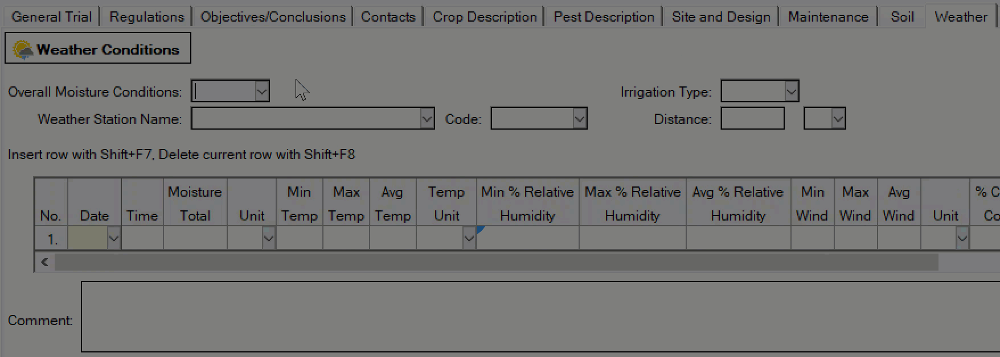 General Trial Regulations Objectives/Conclusions Contacts Crop Description Pest Description Site and Design Maintenance Soil Weather
Weather Conditions
Overall Moisture Conditions: Irrigation Type:
Weather Station Name: Code: Distance:
Insert row with Shift+F7, Delete current row with Shift+F8
Moisture Min Max Avg Temp Min % Relative Max % Relative Avg % Relative Min Max Avg % C
No. Date Time Total Unit Temp Temp Temp Unit Humidity Humidity Humidity Wind Wind Wind Unit Co
1.
Comment: